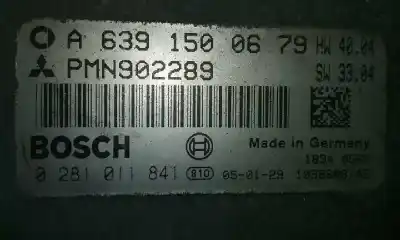 A 639 150 06 79 HW 40.04
PMN902289 SW 33.04
BOSCH Made in Germany
0 281 011 841 810 05-01-29